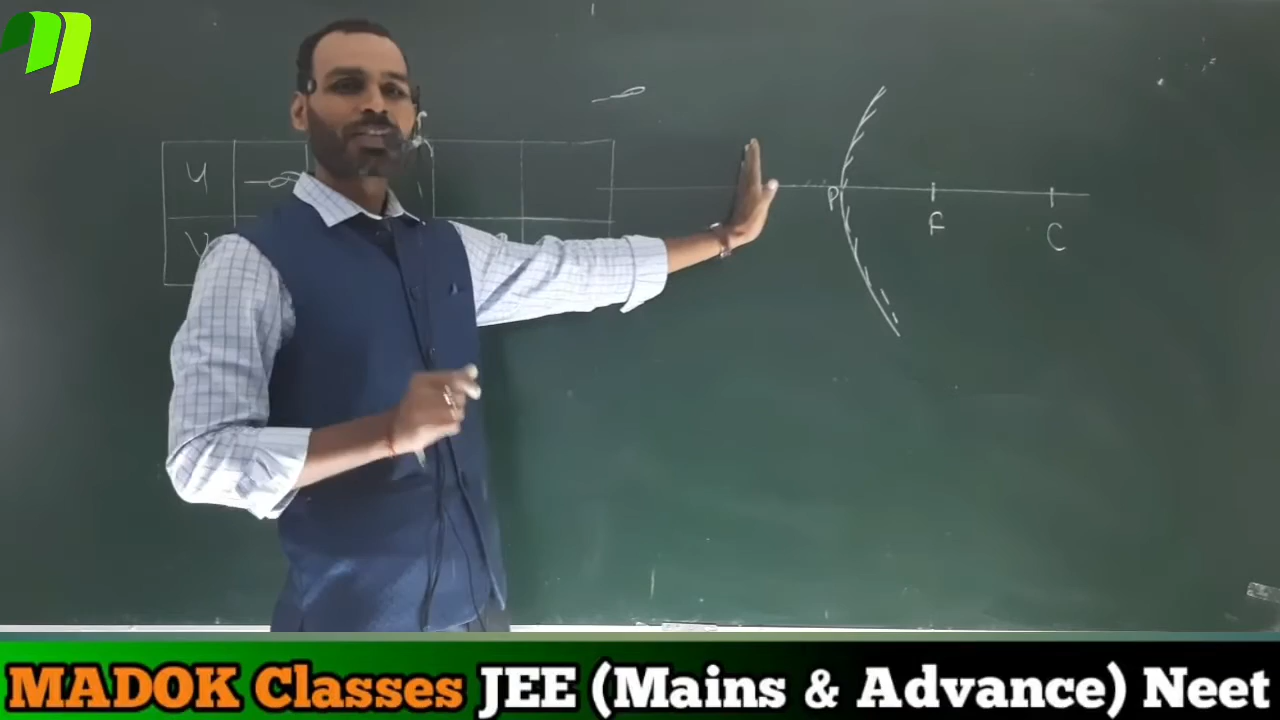 -∞
u -∞
v
P
F
C
MADOK Classes JEE (Mains & Advance) Neet